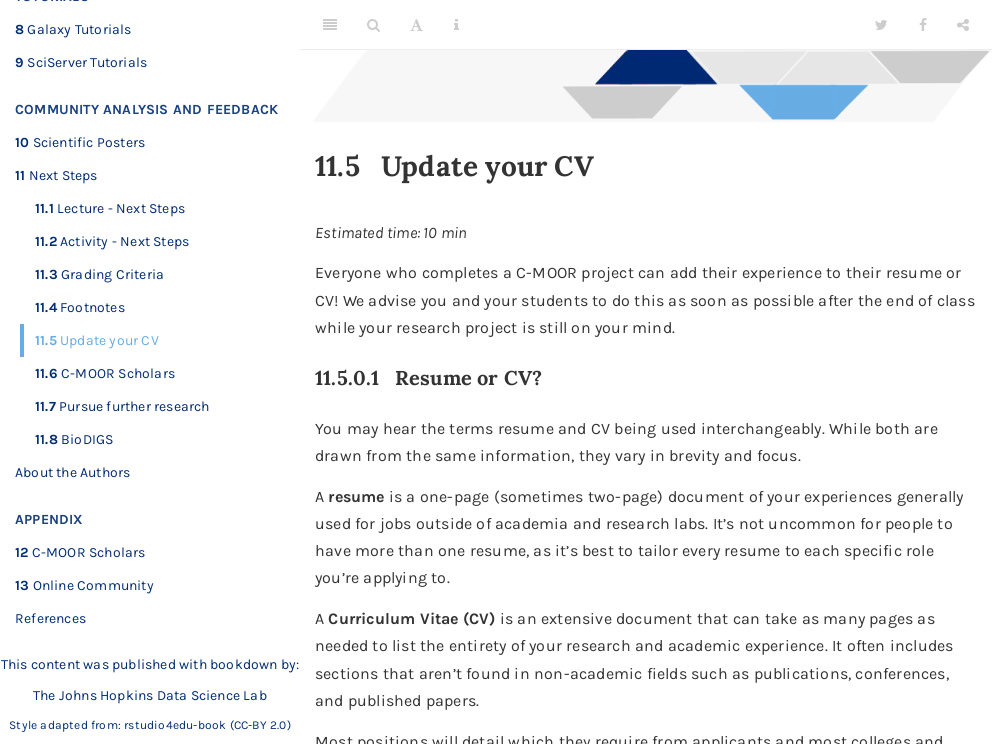 8 Galaxy Tutorials
9 SciServer Tutorials
COMMUNITY ANALYSIS AND FEEDBACK
10 Scientific Posters
11 Next Steps
11.1 Lecture - Next Steps
11.2 Activity - Next Steps
11.3 Grading Criteria
11.4 Footnotes
11.5 Update your CV
11.6 C-MOOR Scholars
11.7 Pursue further research
11.8 BioDIGS
About the Authors
APPENDIX
12 C-MOOR Scholars
13 Online Community
References
This content was published with bookdown by:
The Johns Hopkins Data Science Lab
Style adapted from: rstudio4edu-book (CC-BY 2.0)
11.5 Update your CV
Estimated time: 10 min
Everyone who completes a C-MOOR project can add their experience to their resume or
CV! We advise you and your students to do this as soon as possible after the end of class
while your research project is still on your mind.
11.5.0.1 Resume or CV?
You may hear the terms resume and CV being used interchangeably. While both are
drawn from the same information, they vary in brevity and focus.
A resume is a one-page (sometimes two-page) document of your experiences generally
used for jobs outside of academia and research labs. It's not uncommon for people to
have more than one resume, as it's best to tailor every resume to each specific role
you're applying to.
A Curriculum Vitae (CV) is an extensive document that can take as many pages as
needed to list the entirety of your research and academic experience. It often includes
sections that aren't found in non-academic fields such as publications, conferences,
and published papers.
Most positions will detail which they require from applicants and most colleges and